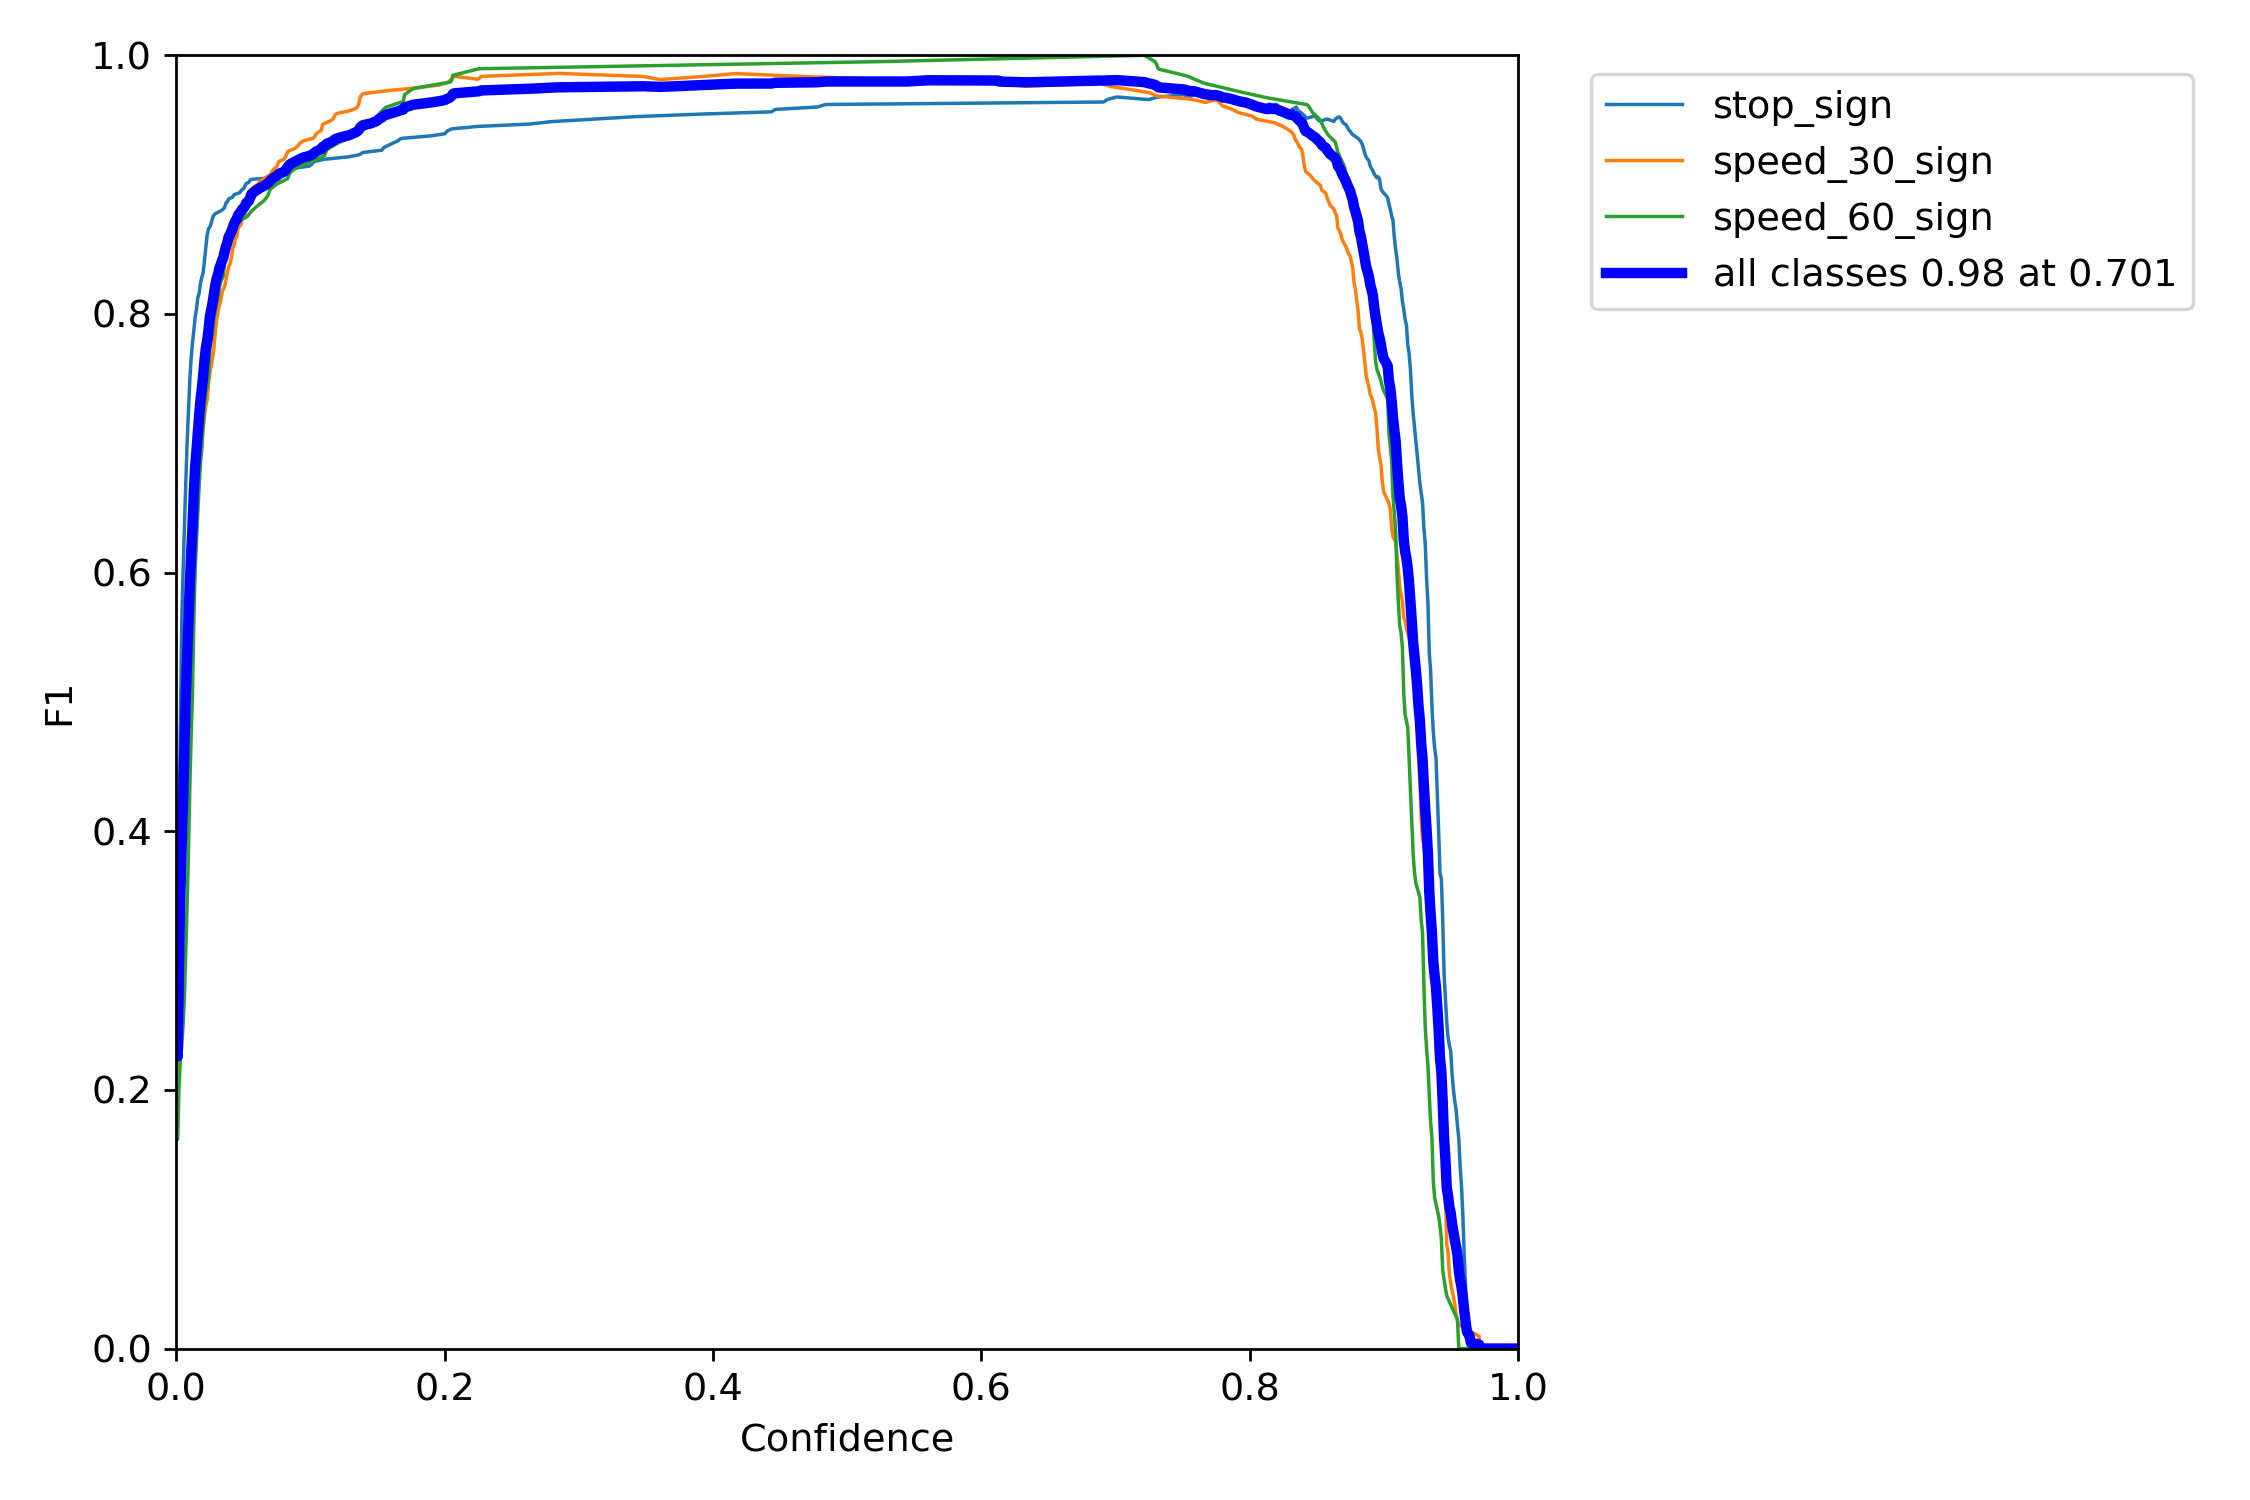 1.0
0.8
0.6
0.4
0.2
0.0
F1
0.0 0.2 0.4 0.6 0.8 1.0
Confidence
stop_sign
speed_30_sign
speed_60_sign
all classes 0.98 at 0.701